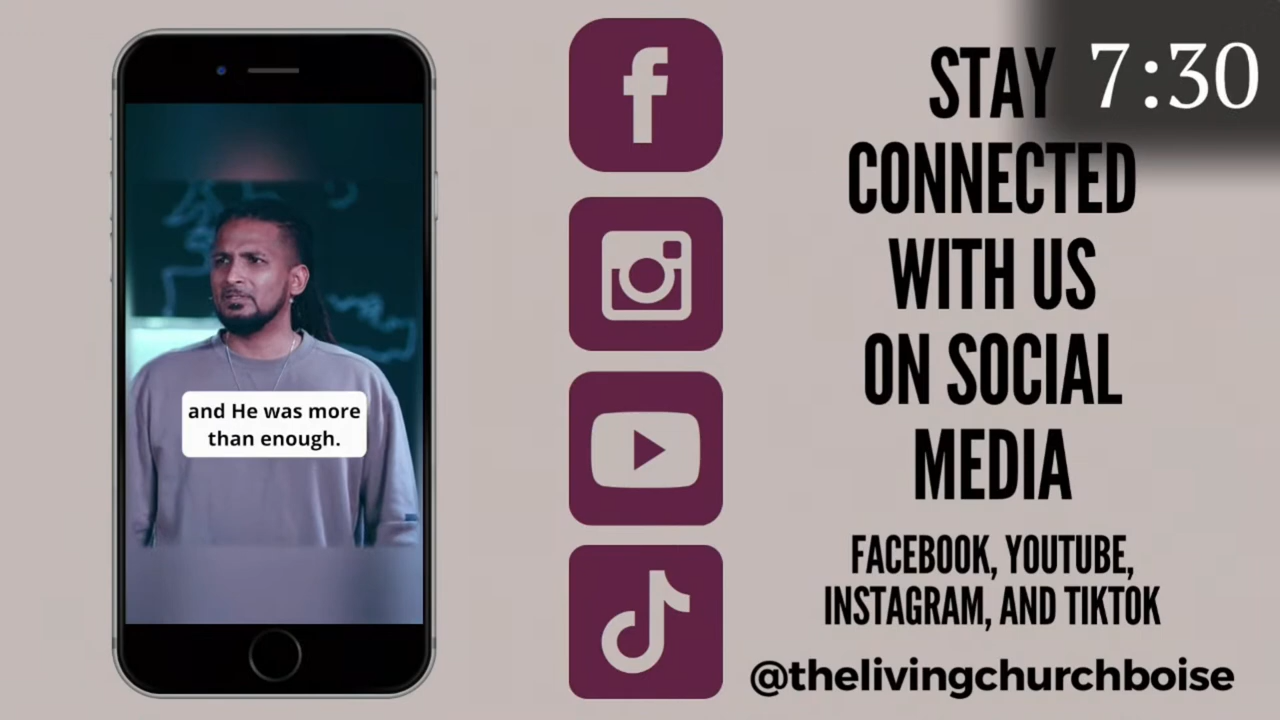 and He was more
than enough.
STAY
CONNECTED
WITH US
ON SOCIAL
MEDIA
FACEBOOK, YOUTUBE,
INSTAGRAM, AND TIKTOK
@thelivingchurchboise
7:30